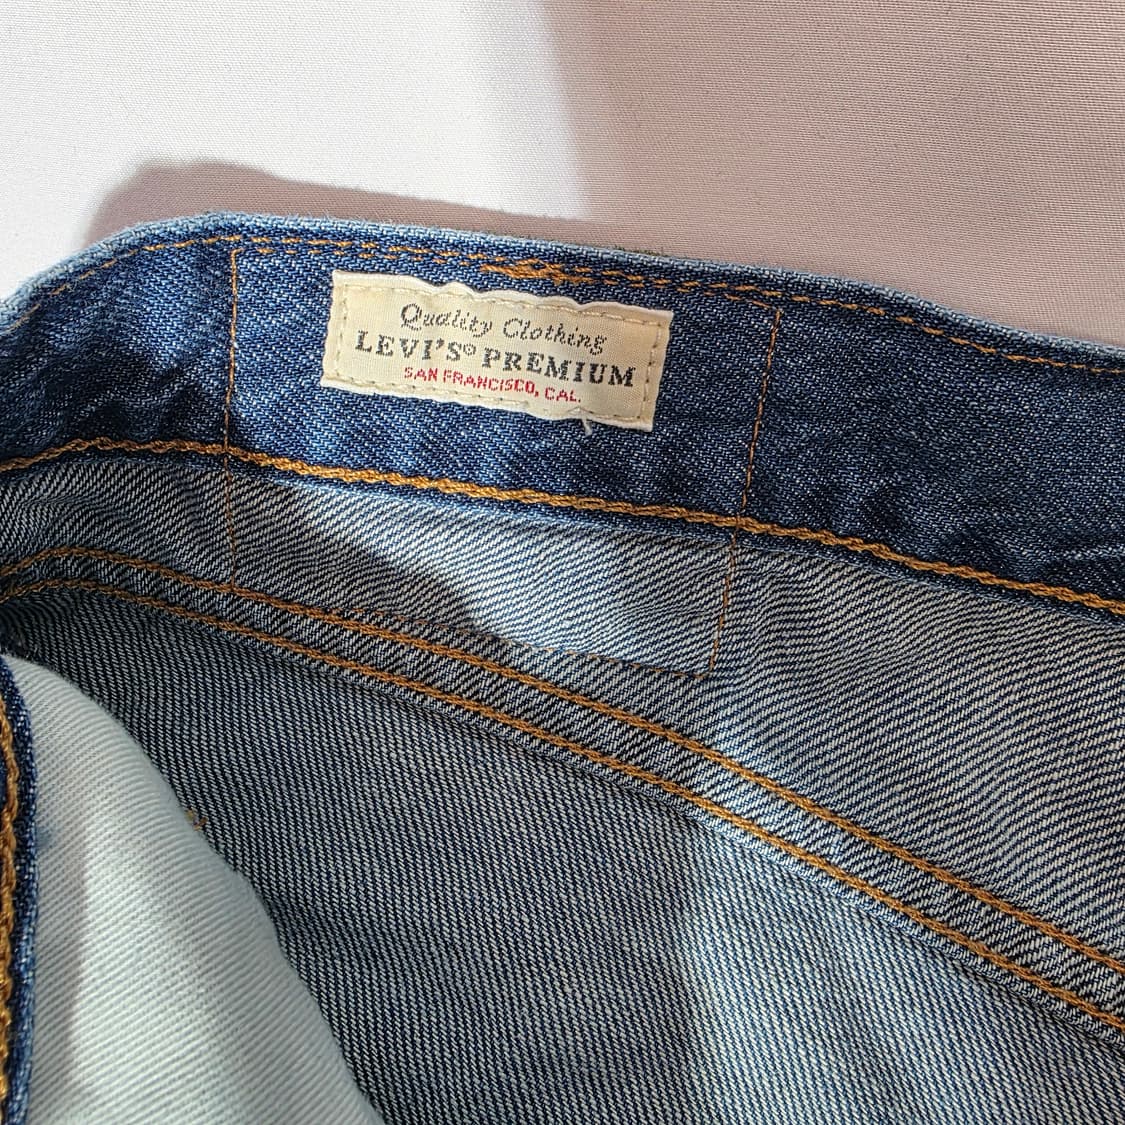 Quality Clothing
LEVI'S® PREMIUM
SAN FRANCISCO, CAL.